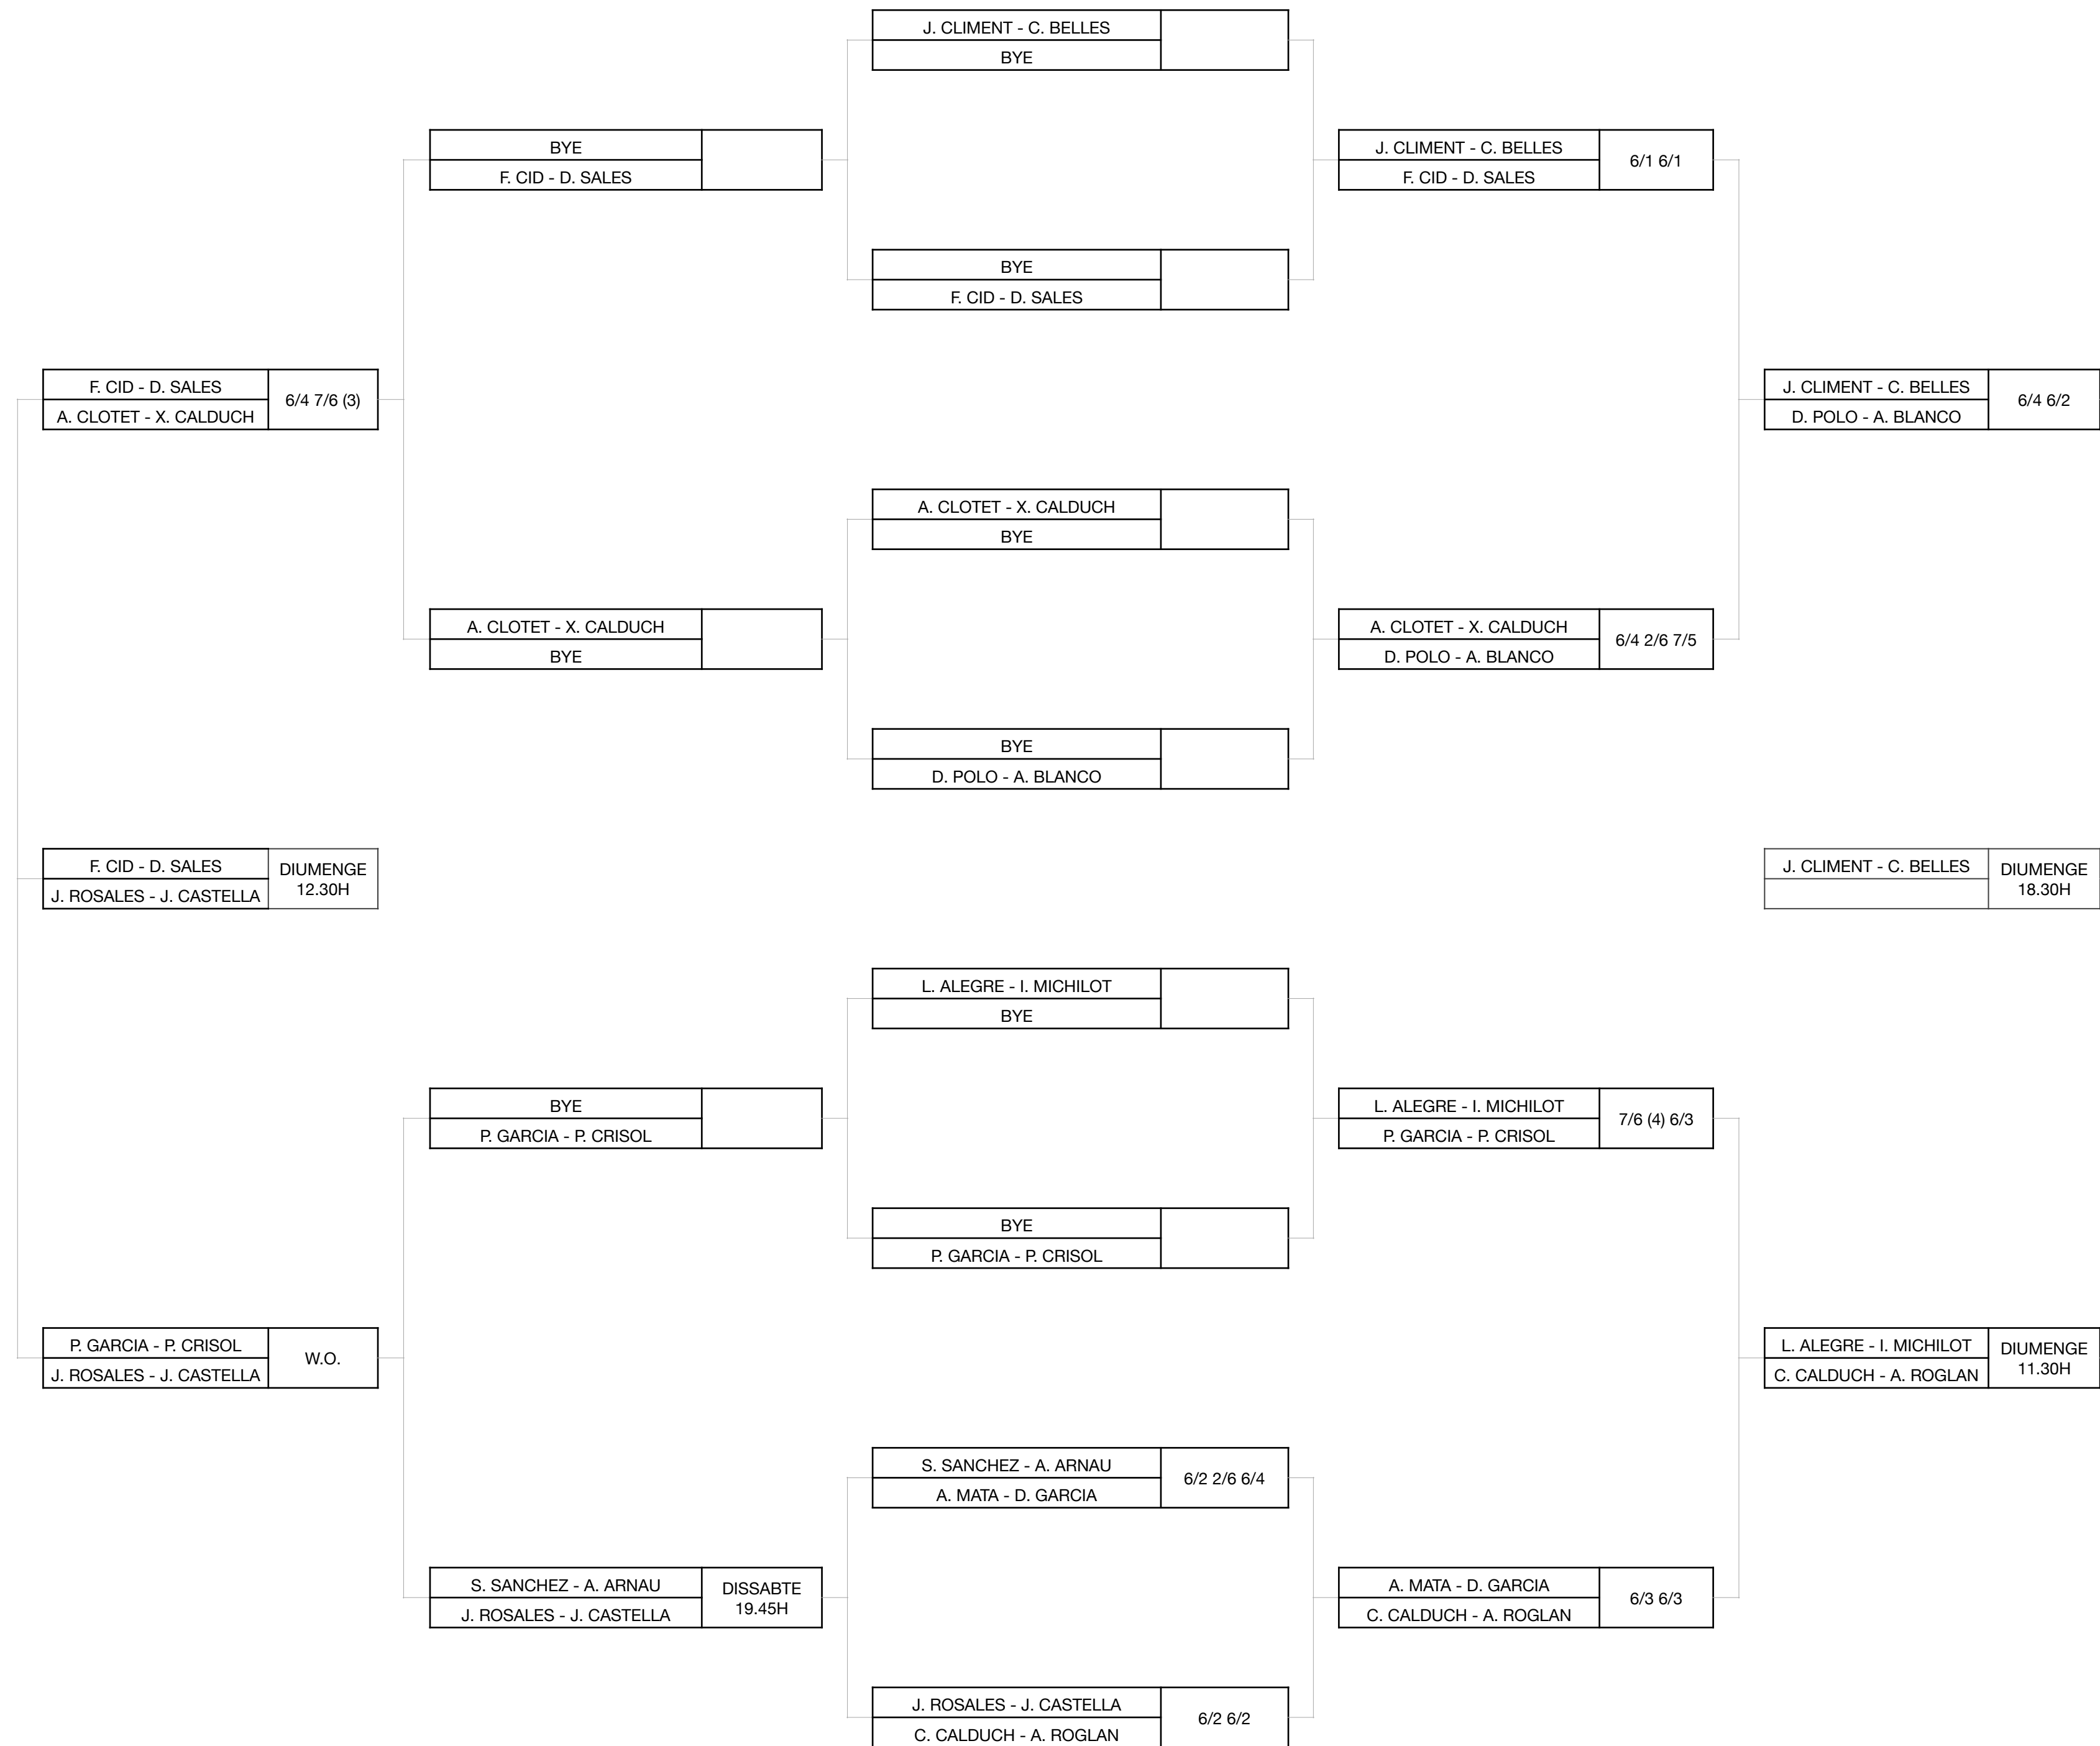 J. CLIMENT - C. BELLES
BYE
BYE
F. CID - D. SALES
J. CLIMENT - C. BELLES
F. CID - D. SALES
6/1 6/1
BYE
F. CID - D. SALES
F. CID - D. SALES
A. CLOTET - X. CALDUCH
6/4 7/6 (3)
J. CLIMENT - C. BELLES
D. POLO - A. BLANCO
6/4 6/2
A. CLOTET - X. CALDUCH
BYE
A. CLOTET - X. CALDUCH
BYE
A. CLOTET - X. CALDUCH
D. POLO - A. BLANCO
6/4 2/6 7/5
BYE
D. POLO - A. BLANCO
F. CID - D. SALES
J. ROSALES - J. CASTELLA
DIUMENGE
12.30H
J. CLIMENT - C. BELLES
DIUMENGE
18.30H
L. ALEGRE - I. MICHILOT
BYE
BYE
P. GARCIA - P. CRISOL
L. ALEGRE - I. MICHILOT
P. GARCIA - P. CRISOL
7/6 (4) 6/3
BYE
P. GARCIA - P. CRISOL
P. GARCIA - P. CRISOL
J. ROSALES - J. CASTELLA
W.O.
L. ALEGRE - I. MICHILOT
C. CALDUCH - A. ROGLAN
DIUMENGE
11.30H
S. SANCHEZ - A. ARNAU
A. MATA - D. GARCIA
6/2 2/6 6/4
S. SANCHEZ - A. ARNAU
J. ROSALES - J. CASTELLA
DISSABTE
19.45H
A. MATA - D. GARCIA
C. CALDUCH - A. ROGLAN
6/3 6/3
J. ROSALES - J. CASTELLA
C. CALDUCH - A. ROGLAN
6/2 6/2